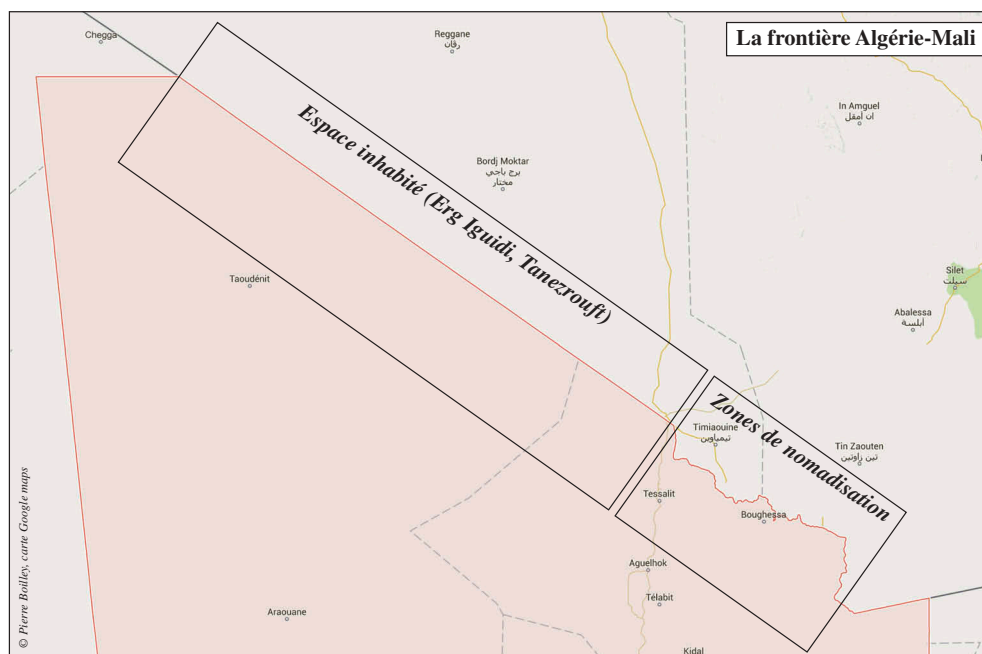 La frontière Algérie-Mali
Chegga
Reggane
رقان
In Amguel
ان أمقل
Espace inhabité (Erg Iguidi, Tanezrouft)
Bordj Moktar
برج باجي
مختار
Taoudénit
Silet
سيلت
Abalessa
أبلسة
Zones de nomadisation
Timiaouine
تيمياوين
Tin Zaouten
تين زاوتين
Tessalit
Boughessa
Aguelhok
Télabit
Araouane
Kidal
© Pierre Boilley, carte Google maps